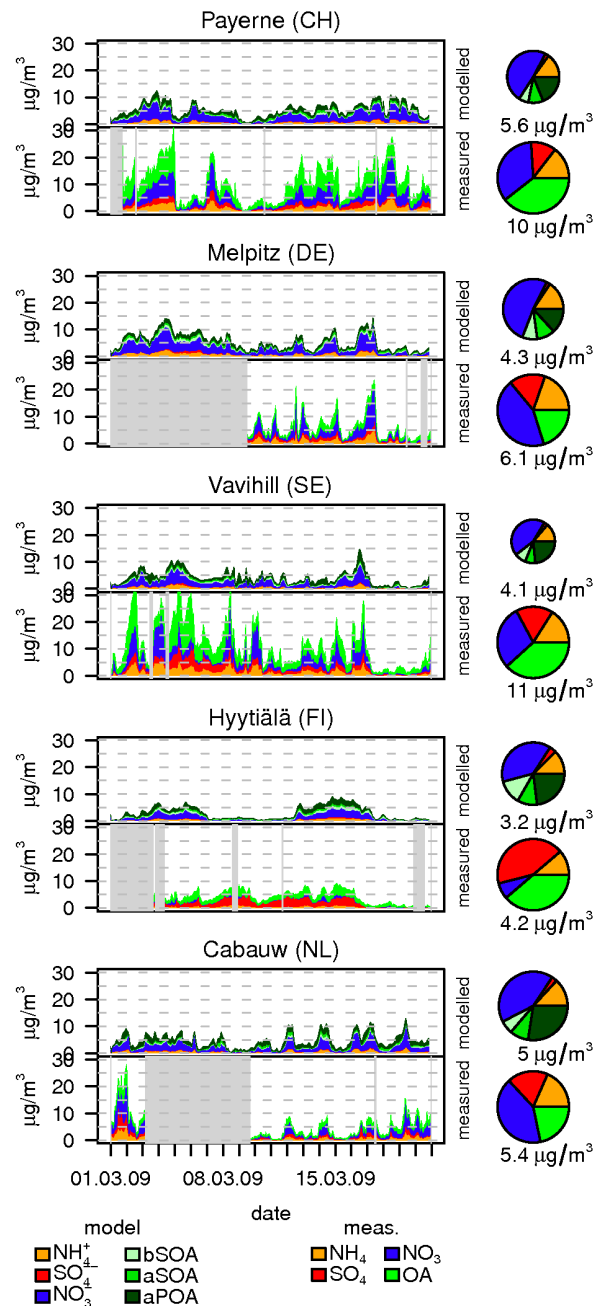 Payerne (CH)
30
20
10
0
µg/m³
modelled
5.6 µg/m³
30
20
10
0
µg/m³
measured
10 µg/m³
Melpitz (DE)
30
20
10
0
µg/m³
modelled
4.3 µg/m³
30
20
10
0
µg/m³
measured
6.1 µg/m³
Vavihill (SE)
30
20
10
0
µg/m³
modelled
4.1 µg/m³
30
20
10
0
µg/m³
measured
11 µg/m³
Hyytiälä (FI)
30
20
10
0
µg/m³
modelled
3.2 µg/m³
30
20
10
0
µg/m³
measured
4.2 µg/m³
Cabauw (NL)
30
20
10
0
µg/m³
modelled
5 µg/m³
30
20
10
0
µg/m³
measured
5.4 µg/m³
01.03.09 08.03.09 15.03.09
date
model meas.
NH₄⁺ bSOA NH₄ NO₃
SO₄⁻⁻ aSOA SO₄ OA
NO₃⁻ aPOA